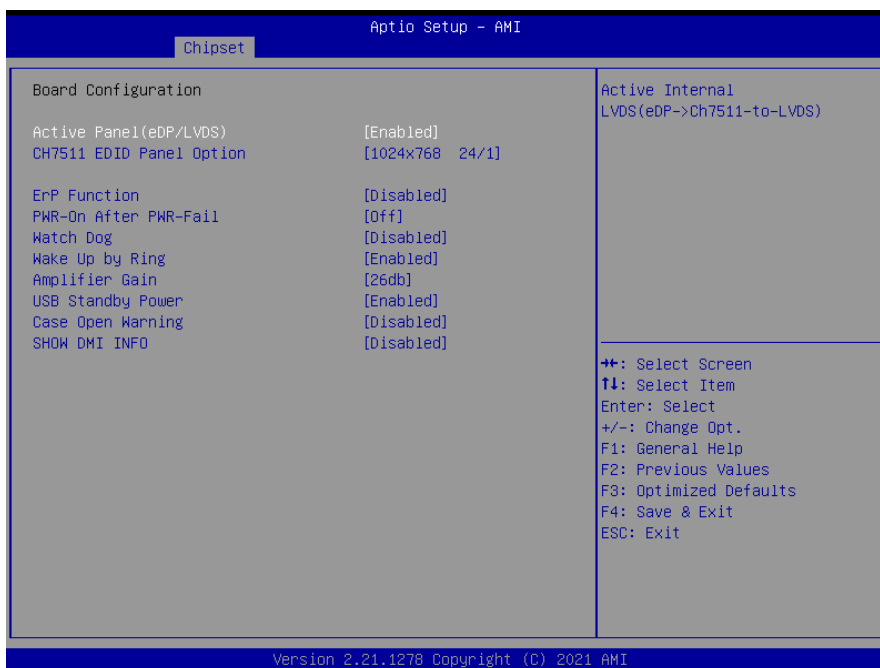 Aptio Setup - AMI
Chipset
Board Configuration
Active Panel(eDP/LVDS) [Enabled]
CH7511 EDID Panel Option [1024x768 24/1]
ErP Function [Disabled]
PWR-On After PWR-Fail [Off]
Watch Dog [Disabled]
Wake Up by Ring [Enabled]
Amplifier Gain [26db]
USB Standby Power [Enabled]
Case Open Warning [Disabled]
SHOW DMI INFO [Disabled]
Active Internal
LVDS(eDP->Ch7511-to-LVDS)
→←: Select Screen
↑↓: Select Item
Enter: Select
+/-: Change Opt.
F1: General Help
F2: Previous Values
F3: Optimized Defaults
F4: Save & Exit
ESC: Exit
Version 2.21.1278 Copyright (C) 2021 AMI